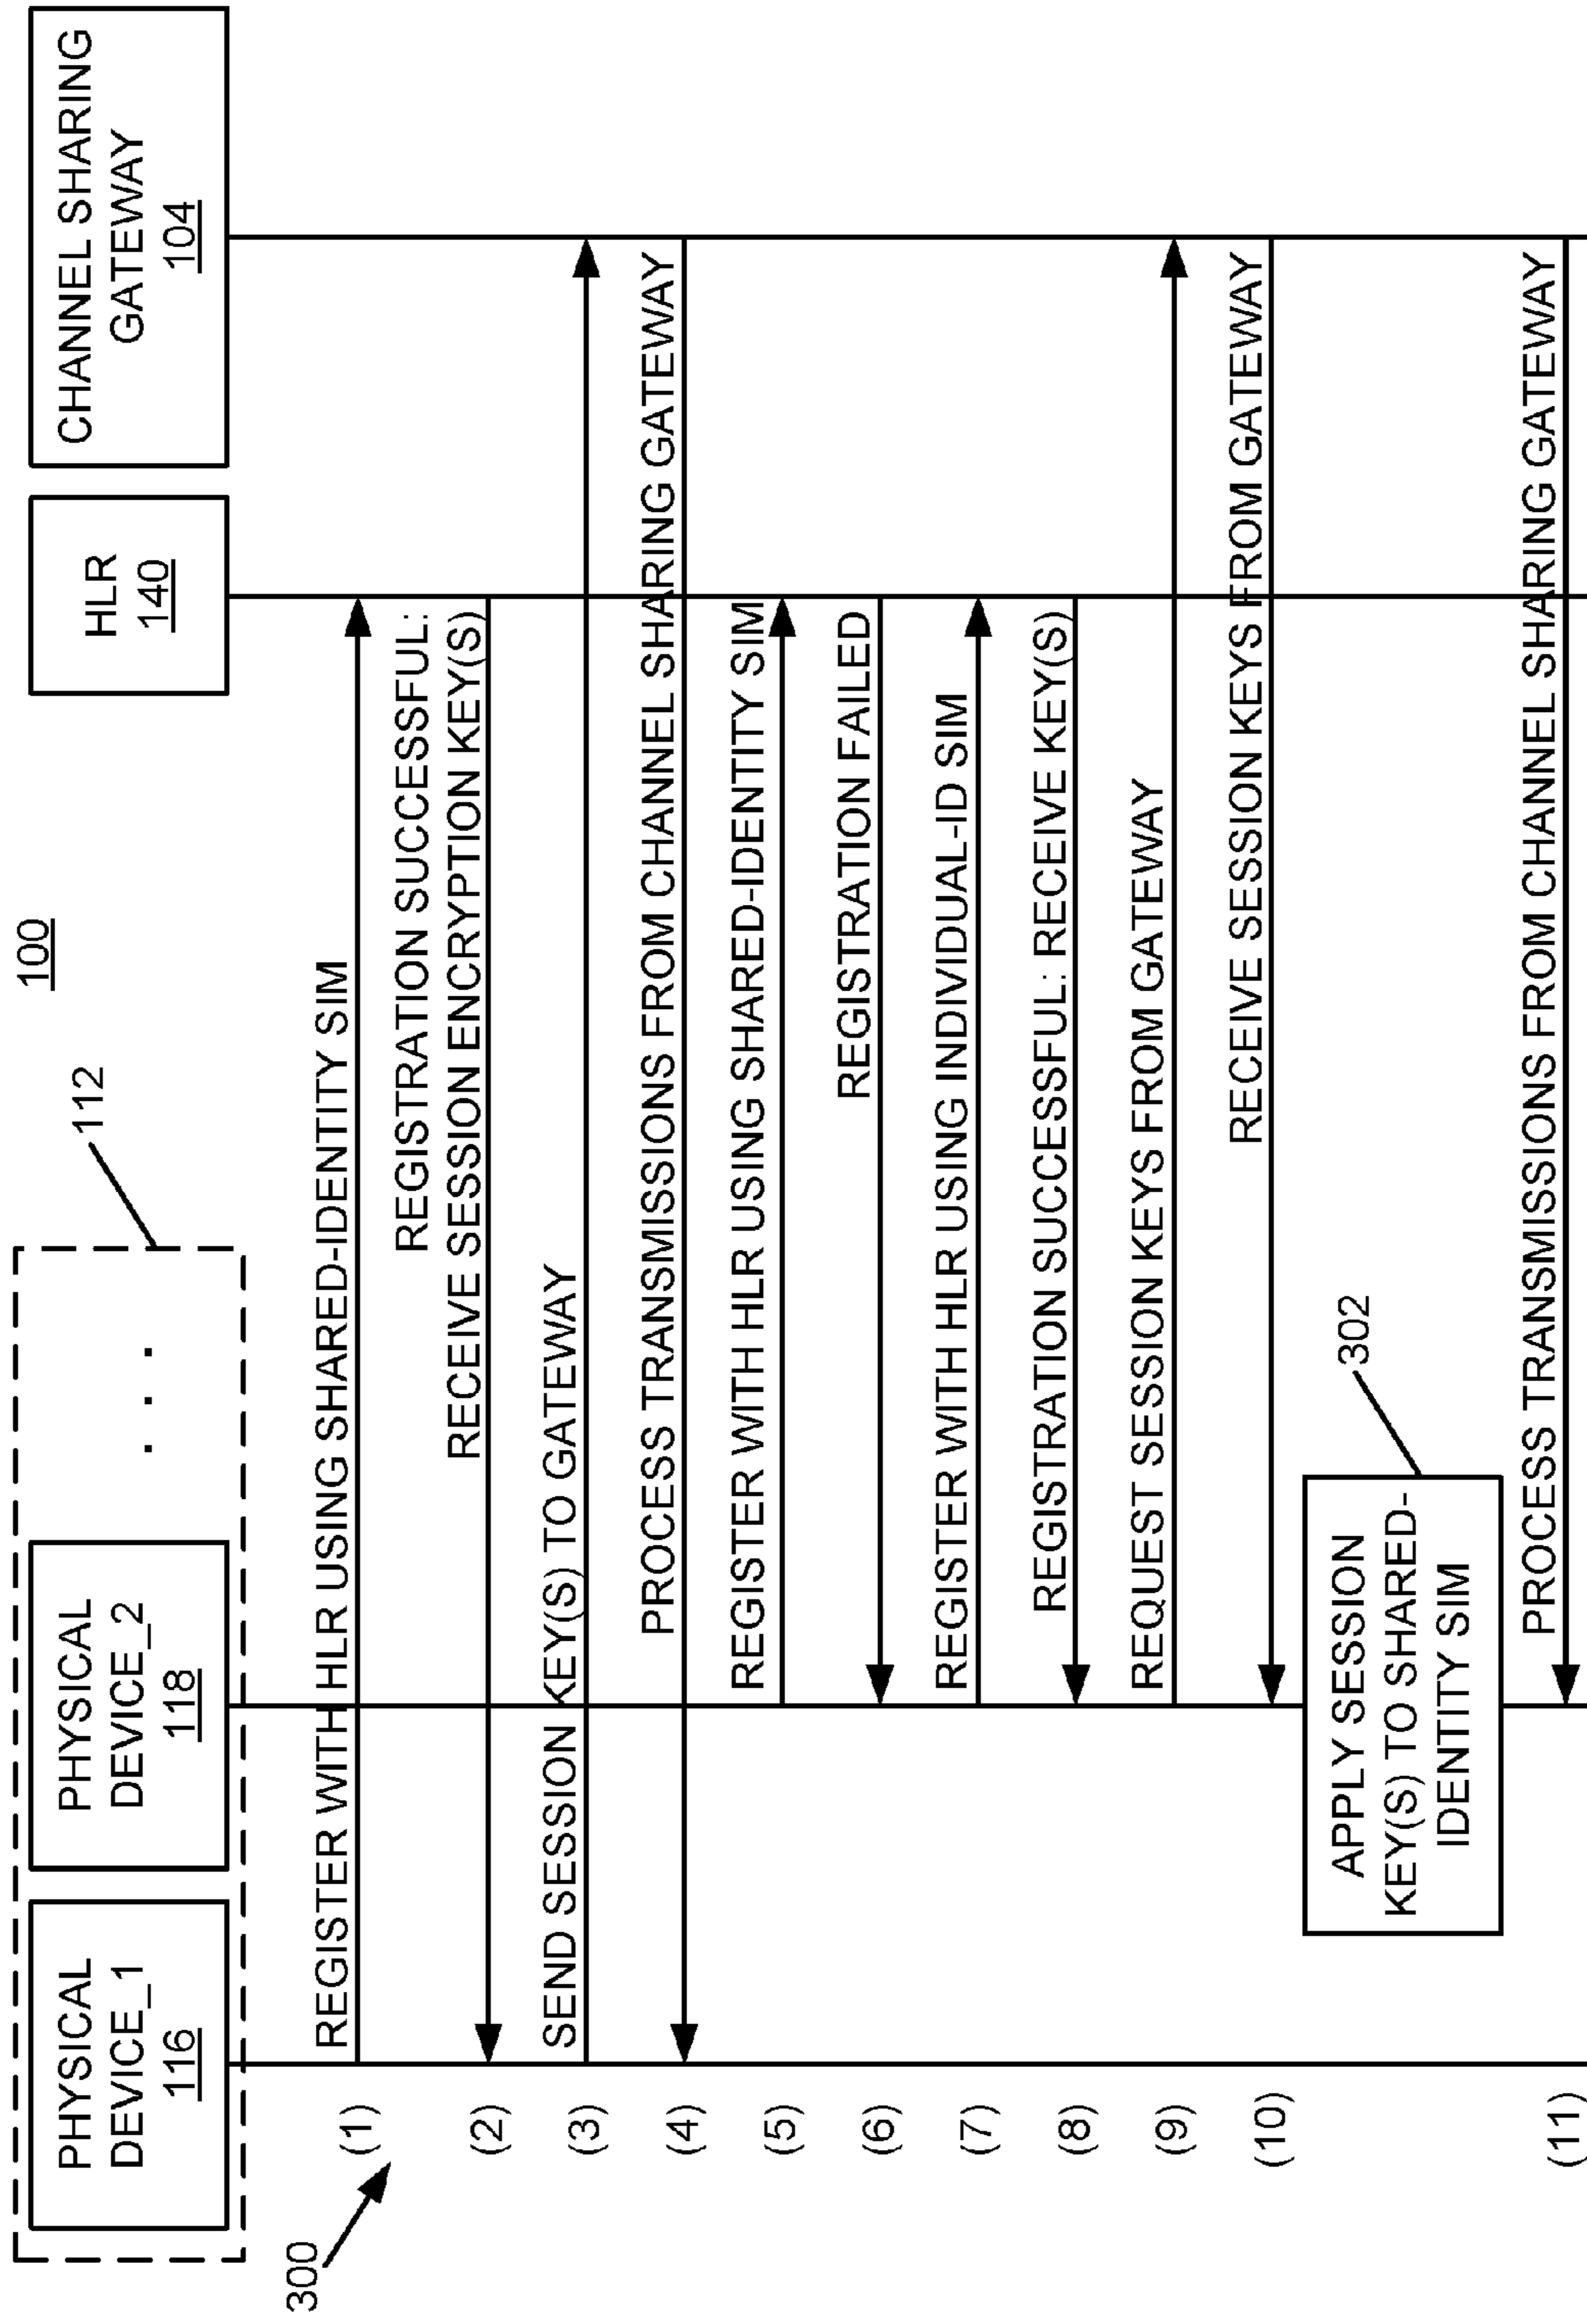 100
112
PHYSICAL
DEVICE_1
116
PHYSICAL
DEVICE_2
118
. . .
HLR
140
CHANNEL SHARING
GATEWAY
104
300
(1)
REGISTER WITH HLR USING SHARED-IDENTITY SIM
(2)
REGISTRATION SUCCESSFUL:
RECEIVE SESSION ENCRYPTION KEY(S)
(3)
SEND SESSION KEY(S) TO GATEWAY
(4)
PROCESS TRANSMISSIONS FROM CHANNEL SHARING GATEWAY
(5)
REGISTER WITH HLR USING SHARED-IDENTITY SIM
(6)
REGISTRATION FAILED
(7)
REGISTER WITH HLR USING INDIVIDUAL-ID SIM
(8)
REGISTRATION SUCCESSFUL: RECEIVE KEY(S)
(9)
REQUEST SESSION KEYS FROM GATEWAY
(10)
RECEIVE SESSION KEYS FROM GATEWAY
302
APPLY SESSION
KEY(S) TO SHARED-
IDENTITY SIM
(11)
PROCESS TRANSMISSIONS FROM CHANNEL SHARING GATEWAY